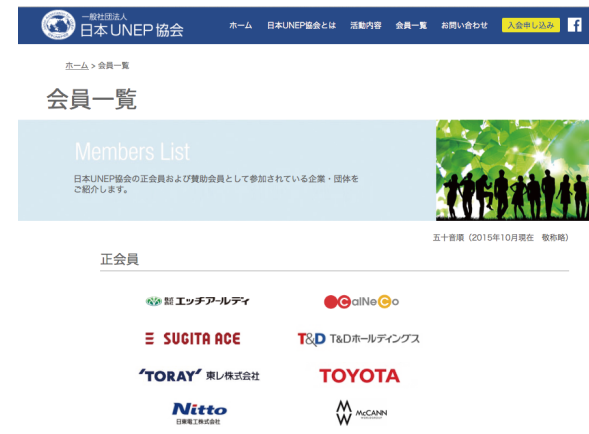 一般社団法人
日本UNEP協会
ホーム 日本UNEP協会とは 活動内容 会員一覧 お問い合わせ 入会申し込み f
ホーム > 会員一覧
会員一覧
Members List
日本UNEP協会の正会員および賛助会員として参加されている企業・団体を
ご紹介します。
五十音順（2015年10月現在 敬称略）
正会員
エッチアールディ CalNeCo
SUGITA ACE T&D T&Dホールディングス
'TORAY' 東レ株式会社 TOYOTA
Nitto
日東電工株式会社
MW McCANN